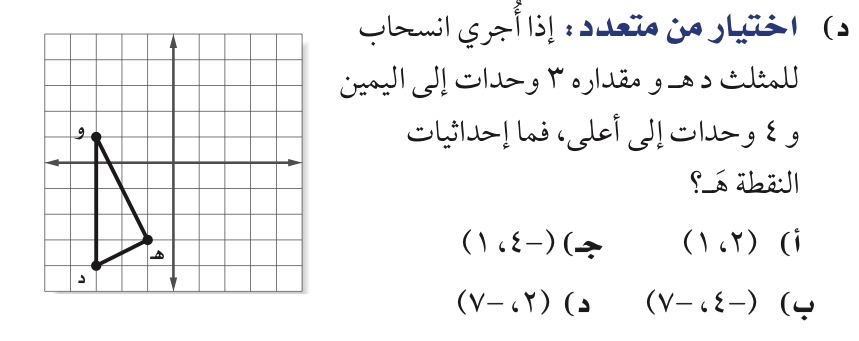 د) اختيار من متعدد: إذا أُجري انسحاب
للمثلث د هـ و مقداره ٣ وحدات إلى اليمين
و ٤ وحدات إلى أعلى، فما إحداثيات
النقطة هَـ؟
أ) (٢، ١) جـ) (-٤، ١)
ب) (-٤، -٧) د) (٢، -٧)
و
هـ
د